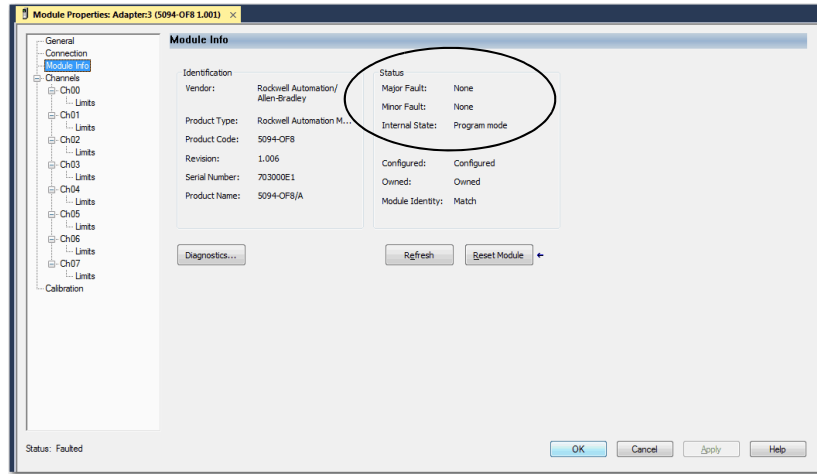 Module Properties: Adapter:3 (5094-OF8 1.001) ×
General
Connection
Module Info
Channels
Ch00
Limits
Ch01
Limits
Ch02
Limits
Ch03
Limits
Ch04
Limits
Ch05
Limits
Ch06
Limits
Ch07
Limits
Calibration
Module Info
Identification
Vendor: Rockwell Automation/
Allen-Bradley
Product Type: Rockwell Automation M...
Product Code: 5094-OF8
Revision: 1.006
Serial Number: 703000E1
Product Name: 5094-OF8/A
Status
Major Fault: None
Minor Fault: None
Internal State: Program mode
Configured: Configured
Owned: Owned
Module Identity: Match
Diagnostics... Refresh Reset Module
Status: Faulted
OK Cancel Apply Help